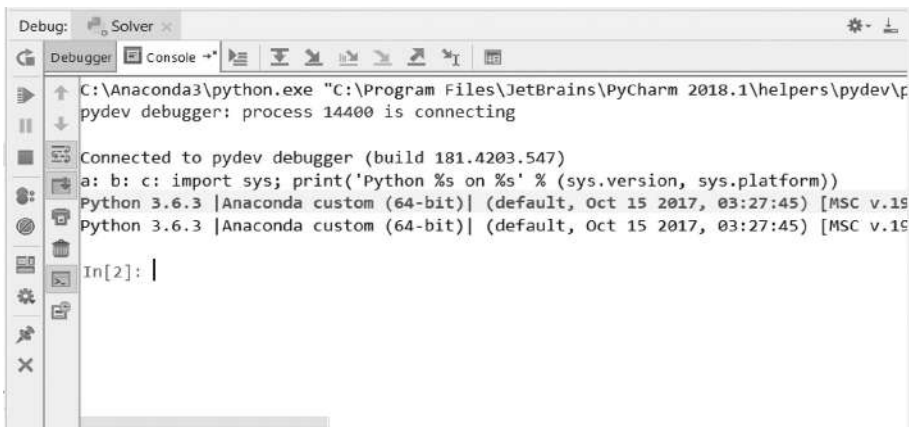 Debug: Solver
Debugger Console
C:\Anaconda3\python.exe "C:\Program Files\JetBrains\PyCharm 2018.1\helpers\pydev\p
pydev debugger: process 14400 is connecting
Connected to pydev debugger (build 181.4203.547)
a: b: c: import sys; print('Python %s on %s' % (sys.version, sys.platform))
Python 3.6.3 |Anaconda custom (64-bit)| (default, Oct 15 2017, 03:27:45) [MSC v.19
Python 3.6.3 |Anaconda custom (64-bit)| (default, Oct 15 2017, 03:27:45) [MSC v.19
In[2]: